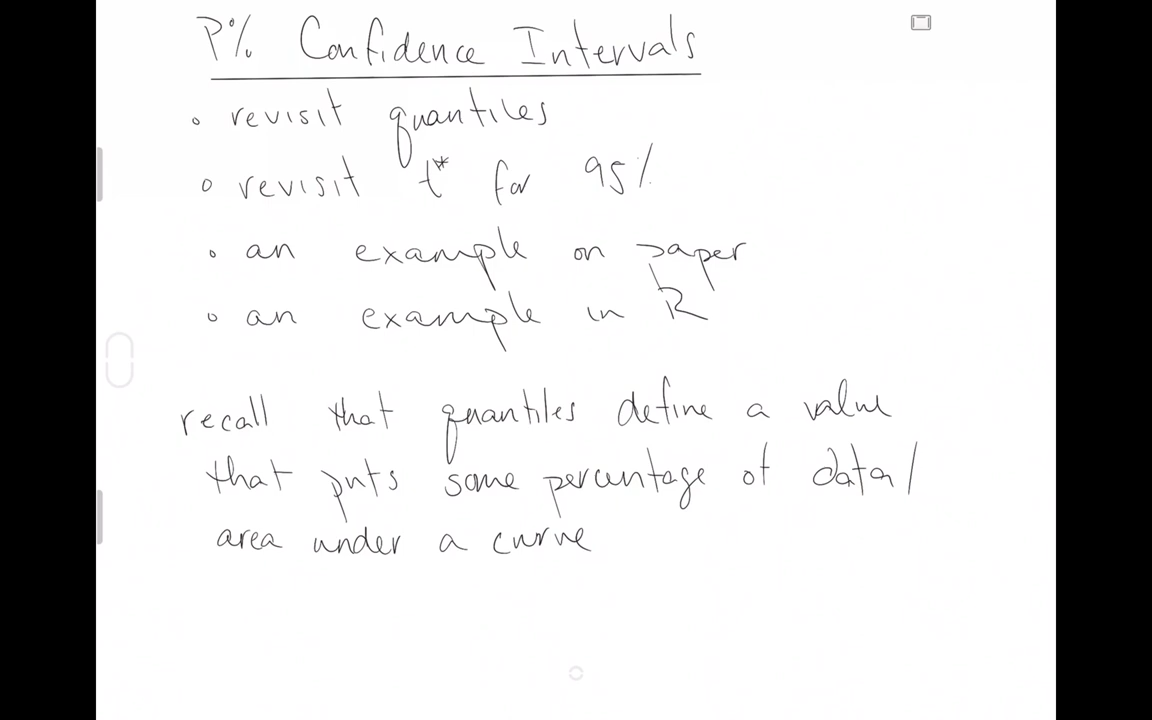 P% Confidence Intervals
◦ revisit quantiles
◦ revisit t* for 95%
◦ an example on paper
◦ an example in R
recall that quantiles define a value
that puts some percentage of data/
area under a curve